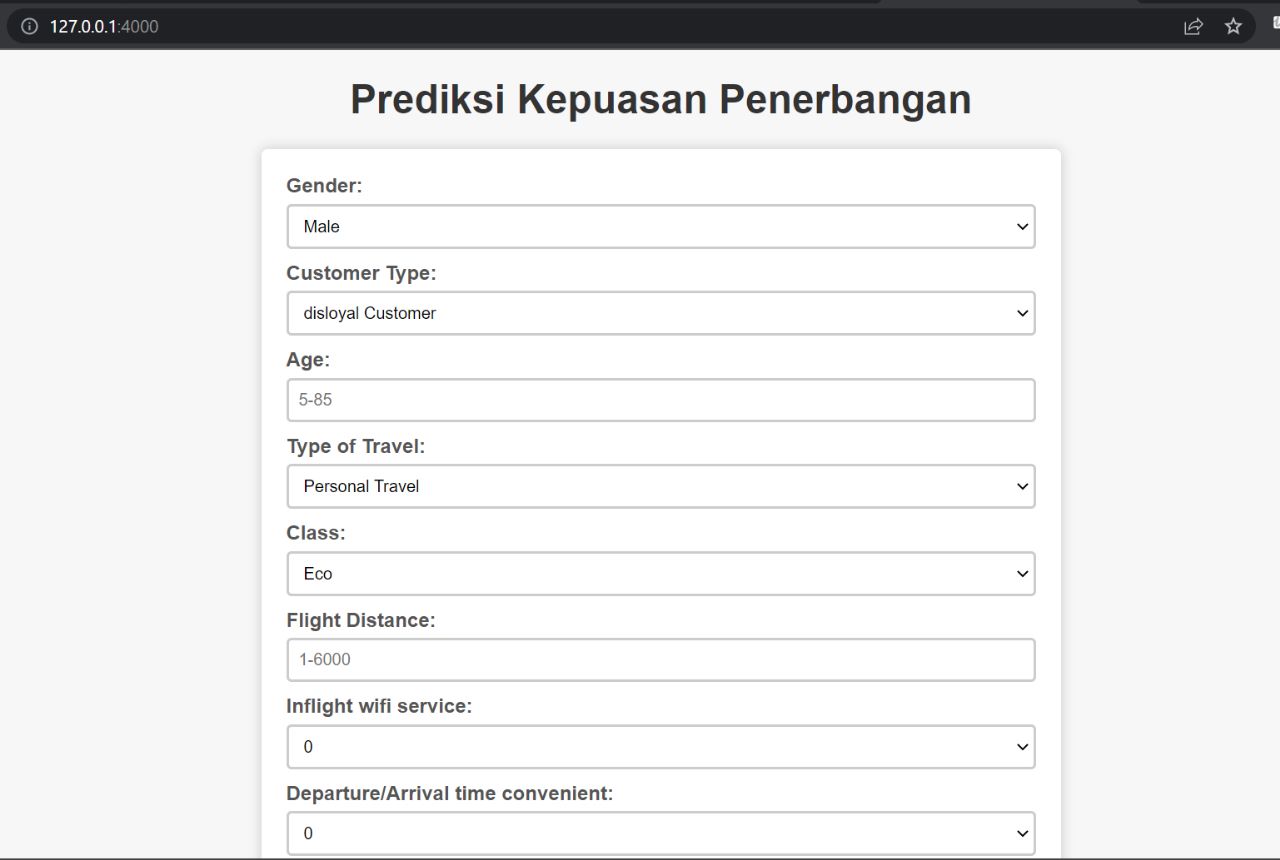 127.0.0.1:4000
Prediksi Kepuasan Penerbangan
Gender:
Male
Customer Type:
disloyal Customer
Age:
5-85
Type of Travel:
Personal Travel
Class:
Eco
Flight Distance:
1-6000
Inflight wifi service:
0
Departure/Arrival time convenient:
0